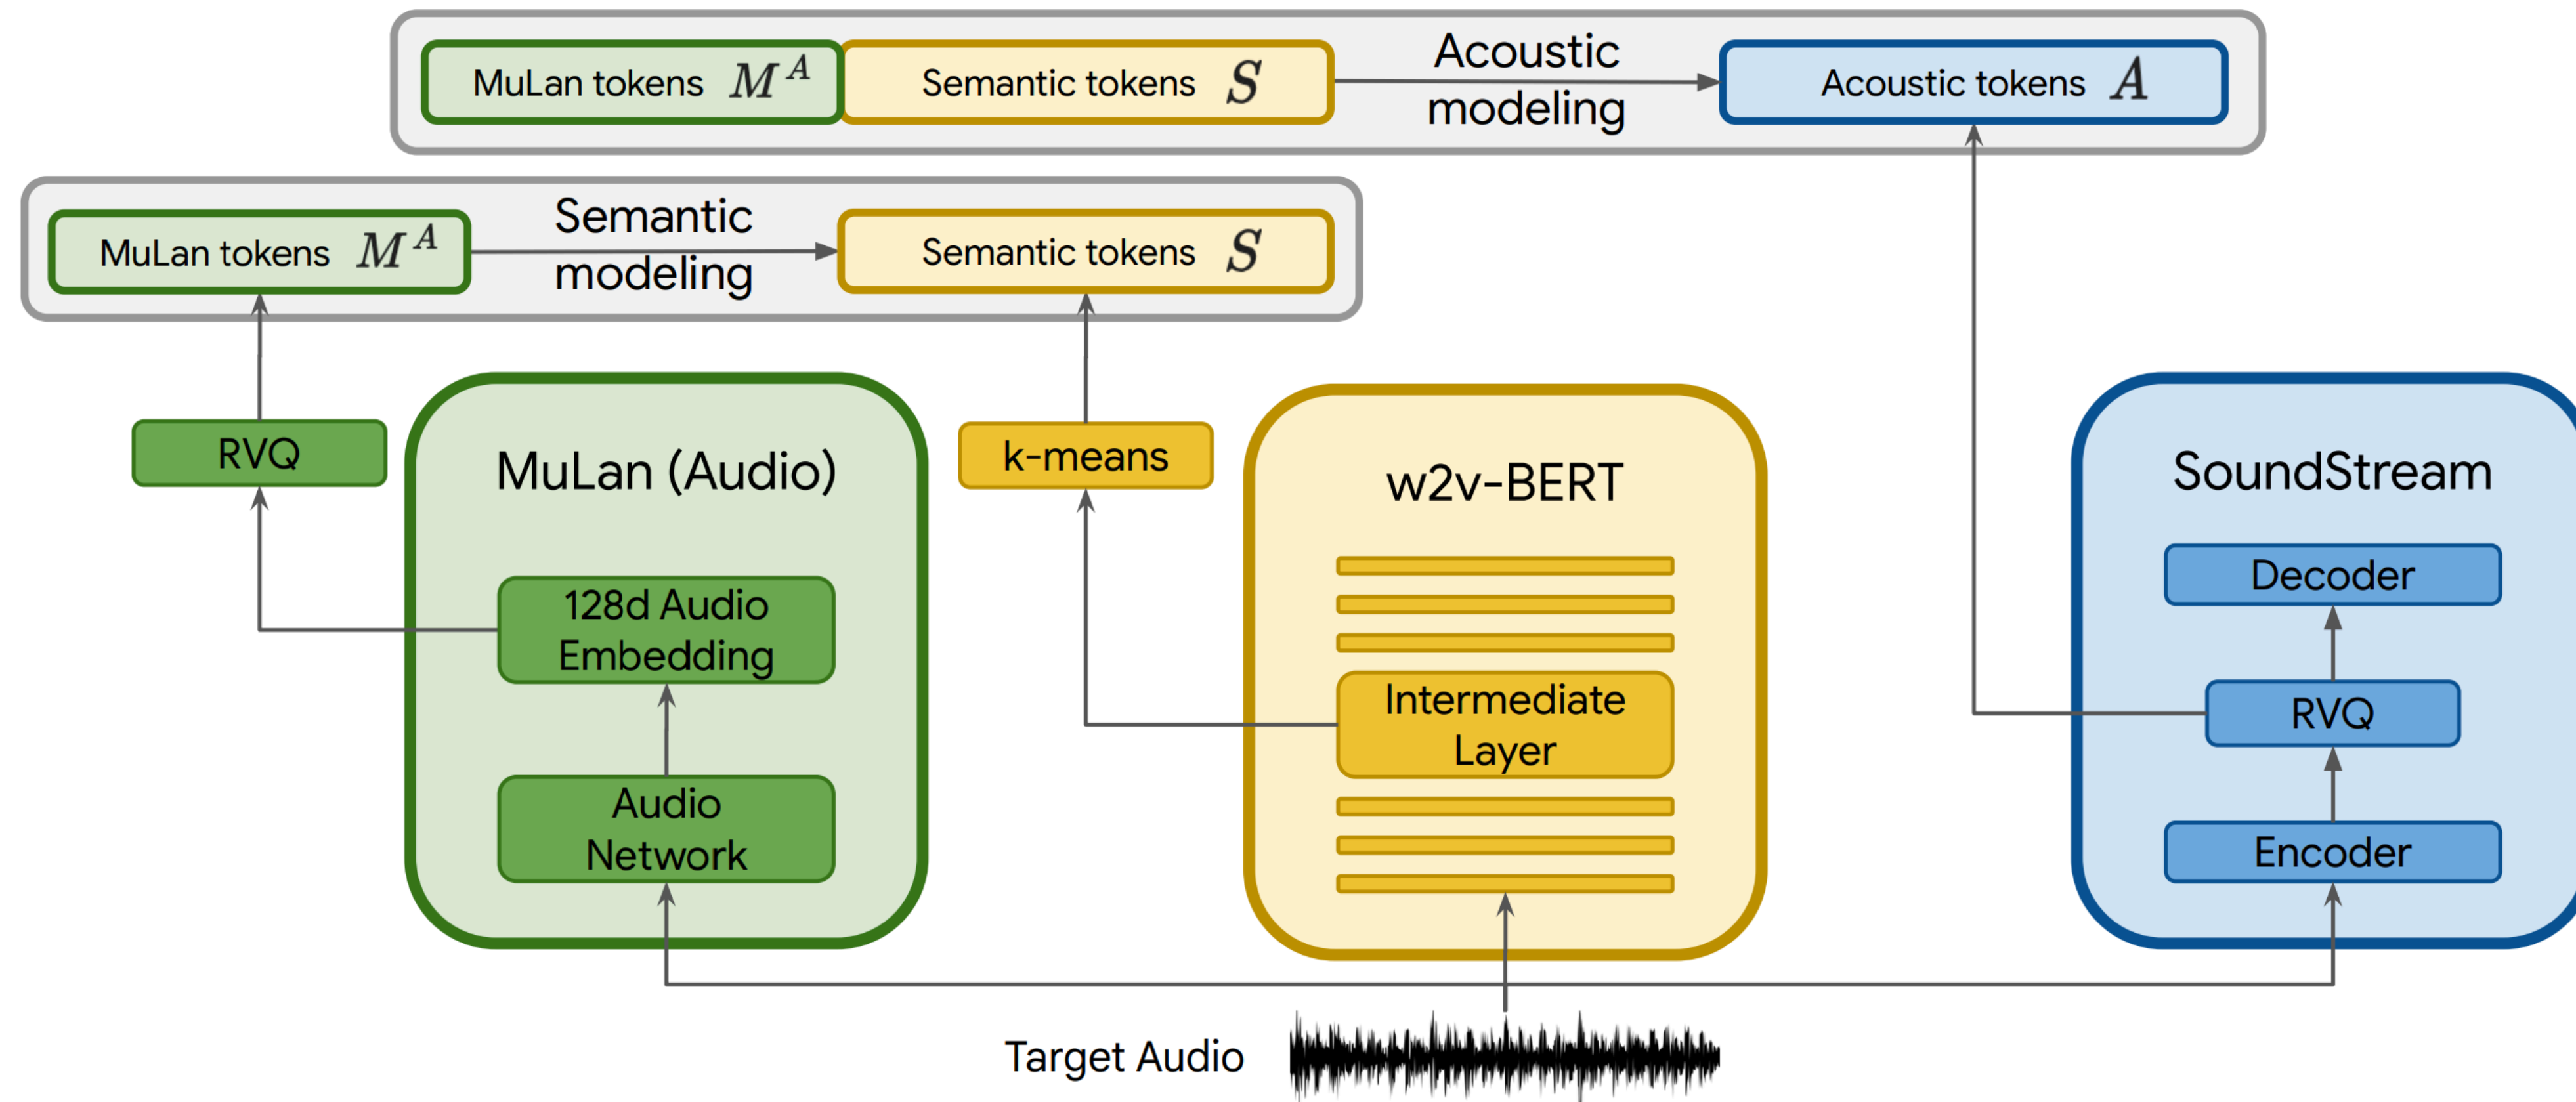 MuLan tokens M^A
Semantic tokens S
Acoustic
modeling
Acoustic tokens A
MuLan tokens M^A
Semantic
modeling
Semantic tokens S
RVQ
MuLan (Audio)
128d Audio
Embedding
Audio
Network
k-means
w2v-BERT
Intermediate
Layer
SoundStream
Decoder
RVQ
Encoder
Target Audio